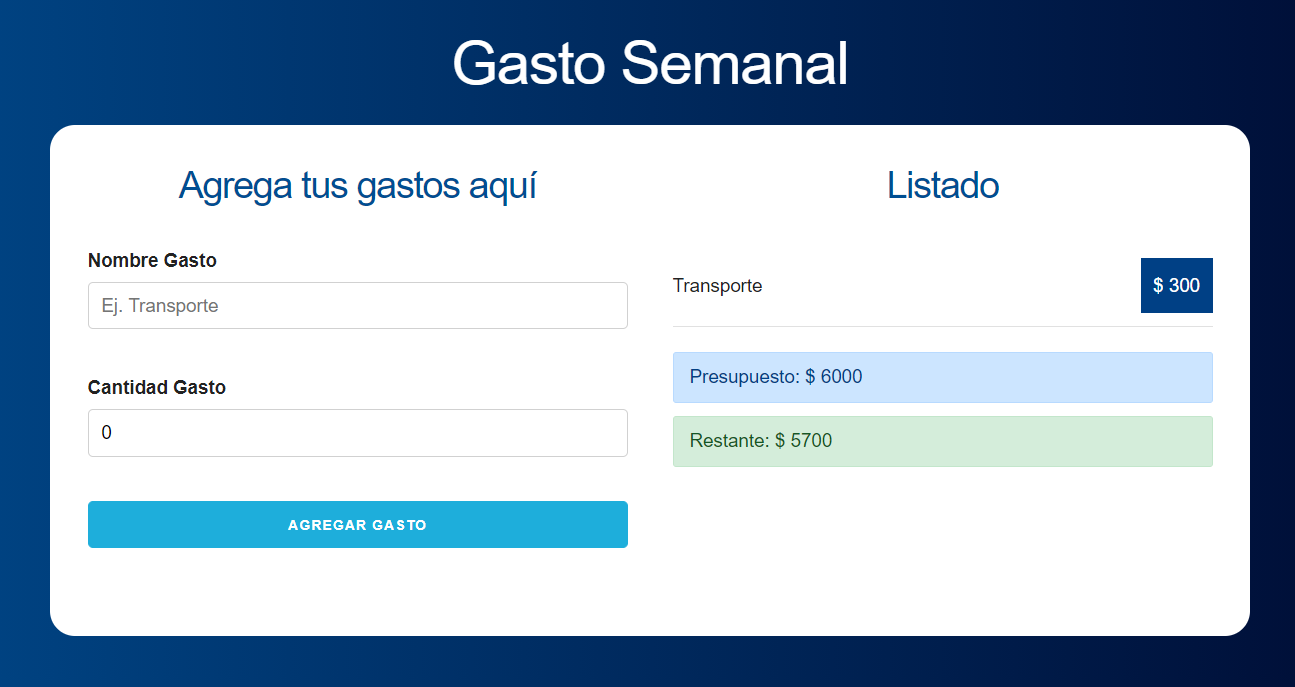 Gasto Semanal
Agrega tus gastos aquí
Nombre Gasto
Ej. Transporte
Cantidad Gasto
0
AGREGAR GASTO
Listado
Transporte
$ 300
Presupuesto: $ 6000
Restante: $ 5700